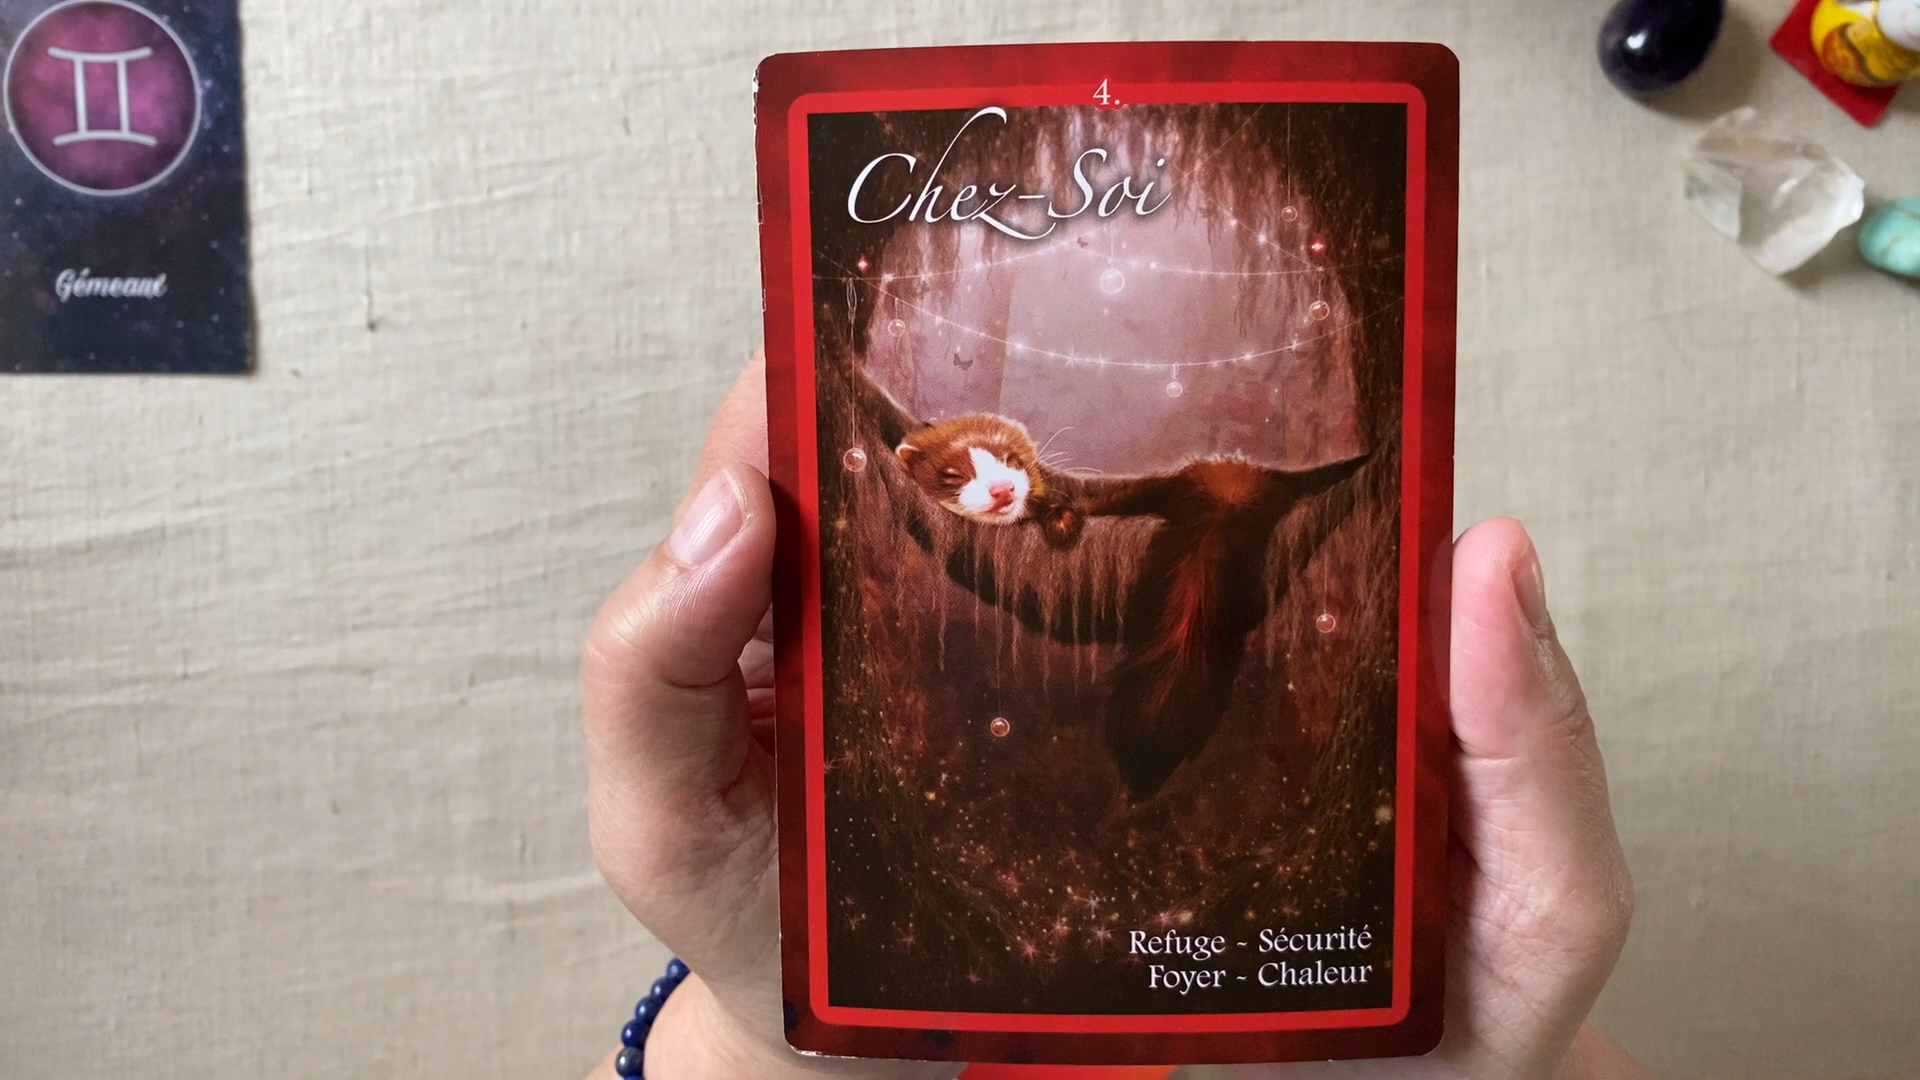 Gémeaux
4.
Chez-Soi
Refuge ~ Sécurité
Foyer ~ Chaleur